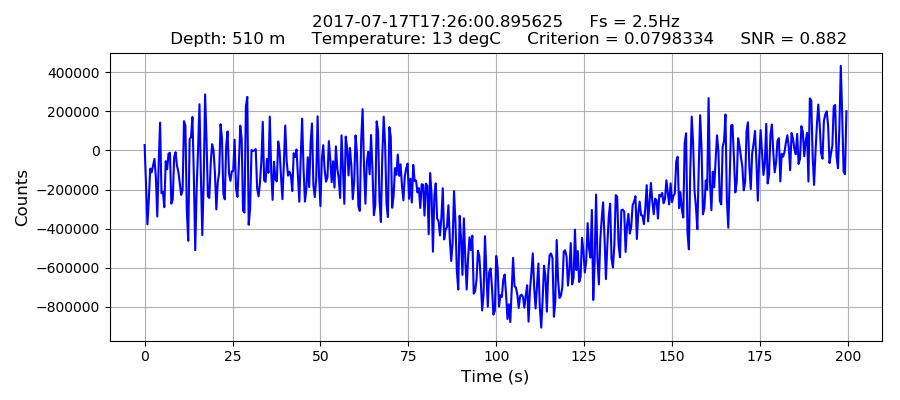 2017-07-17T17:26:00.895625 Fs = 2.5Hz
Depth: 510 m Temperature: 13 degC Criterion = 0.0798334 SNR = 0.882
400000
200000
0
−200000
−400000
−600000
−800000
Counts
0 25 50 75 100 125 150 175 200
Time (s)